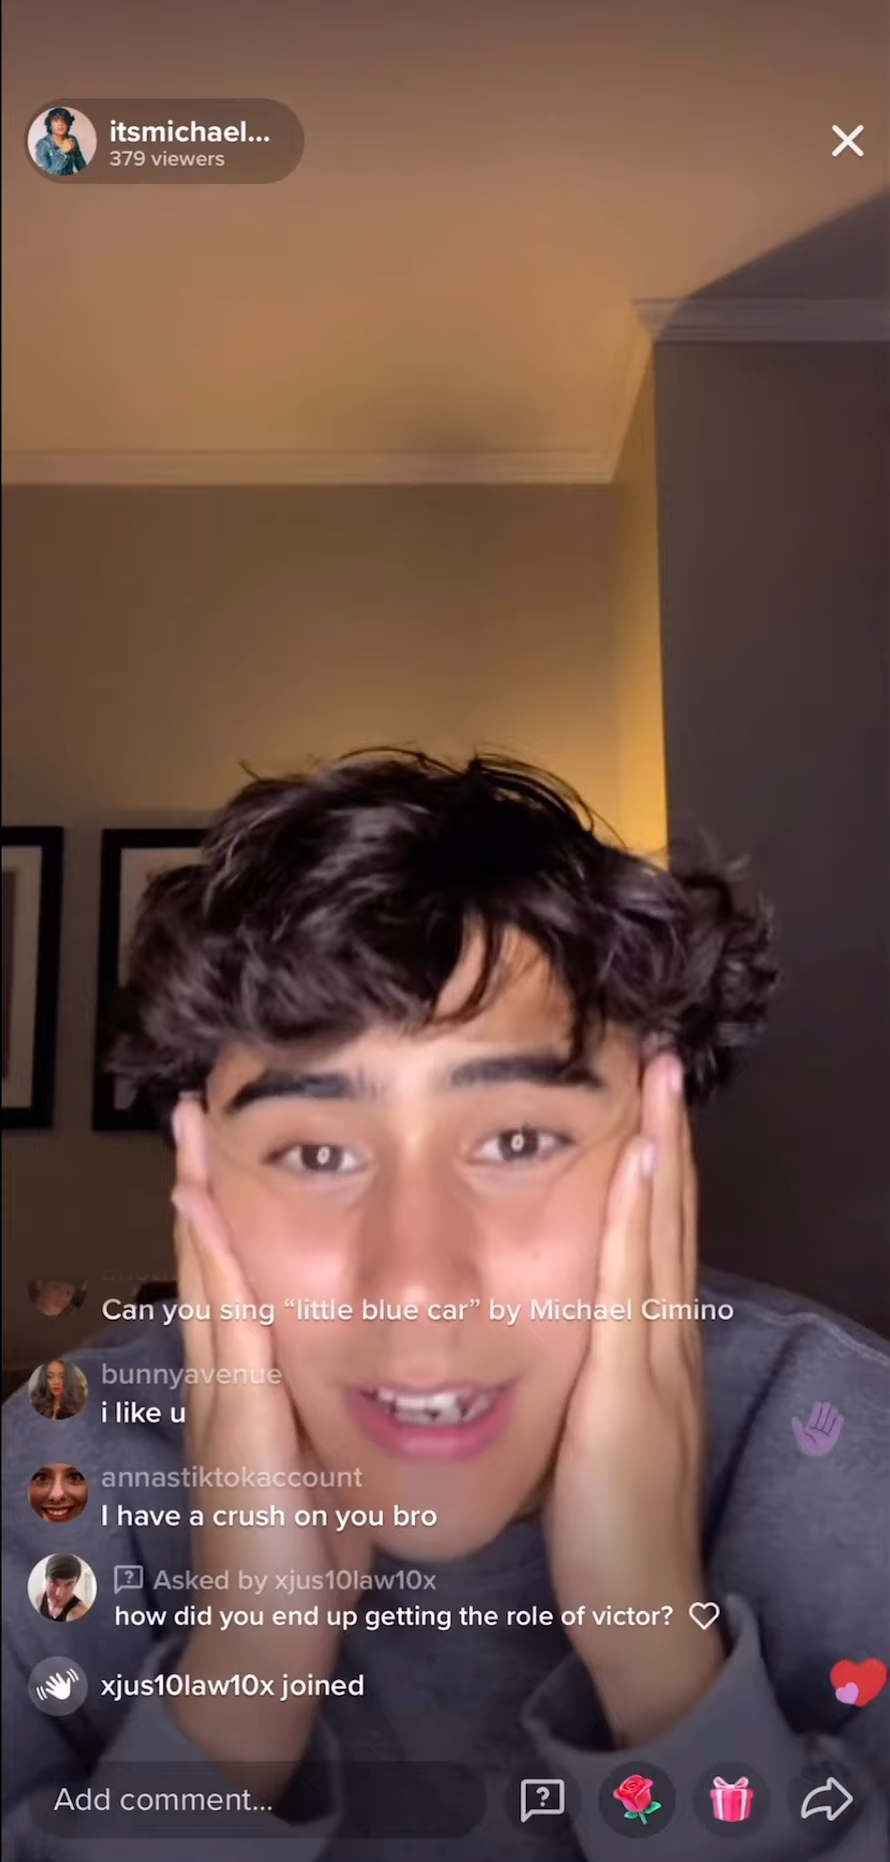 itsmichael...
379 viewers
Can you sing “little blue car” by Michael Cimino
bunnyavenue
i like u
annastiktokaccount
I have a crush on you bro
Asked by xjus10law10x
how did you end up getting the role of victor?
xjus10law10x joined
Add comment...